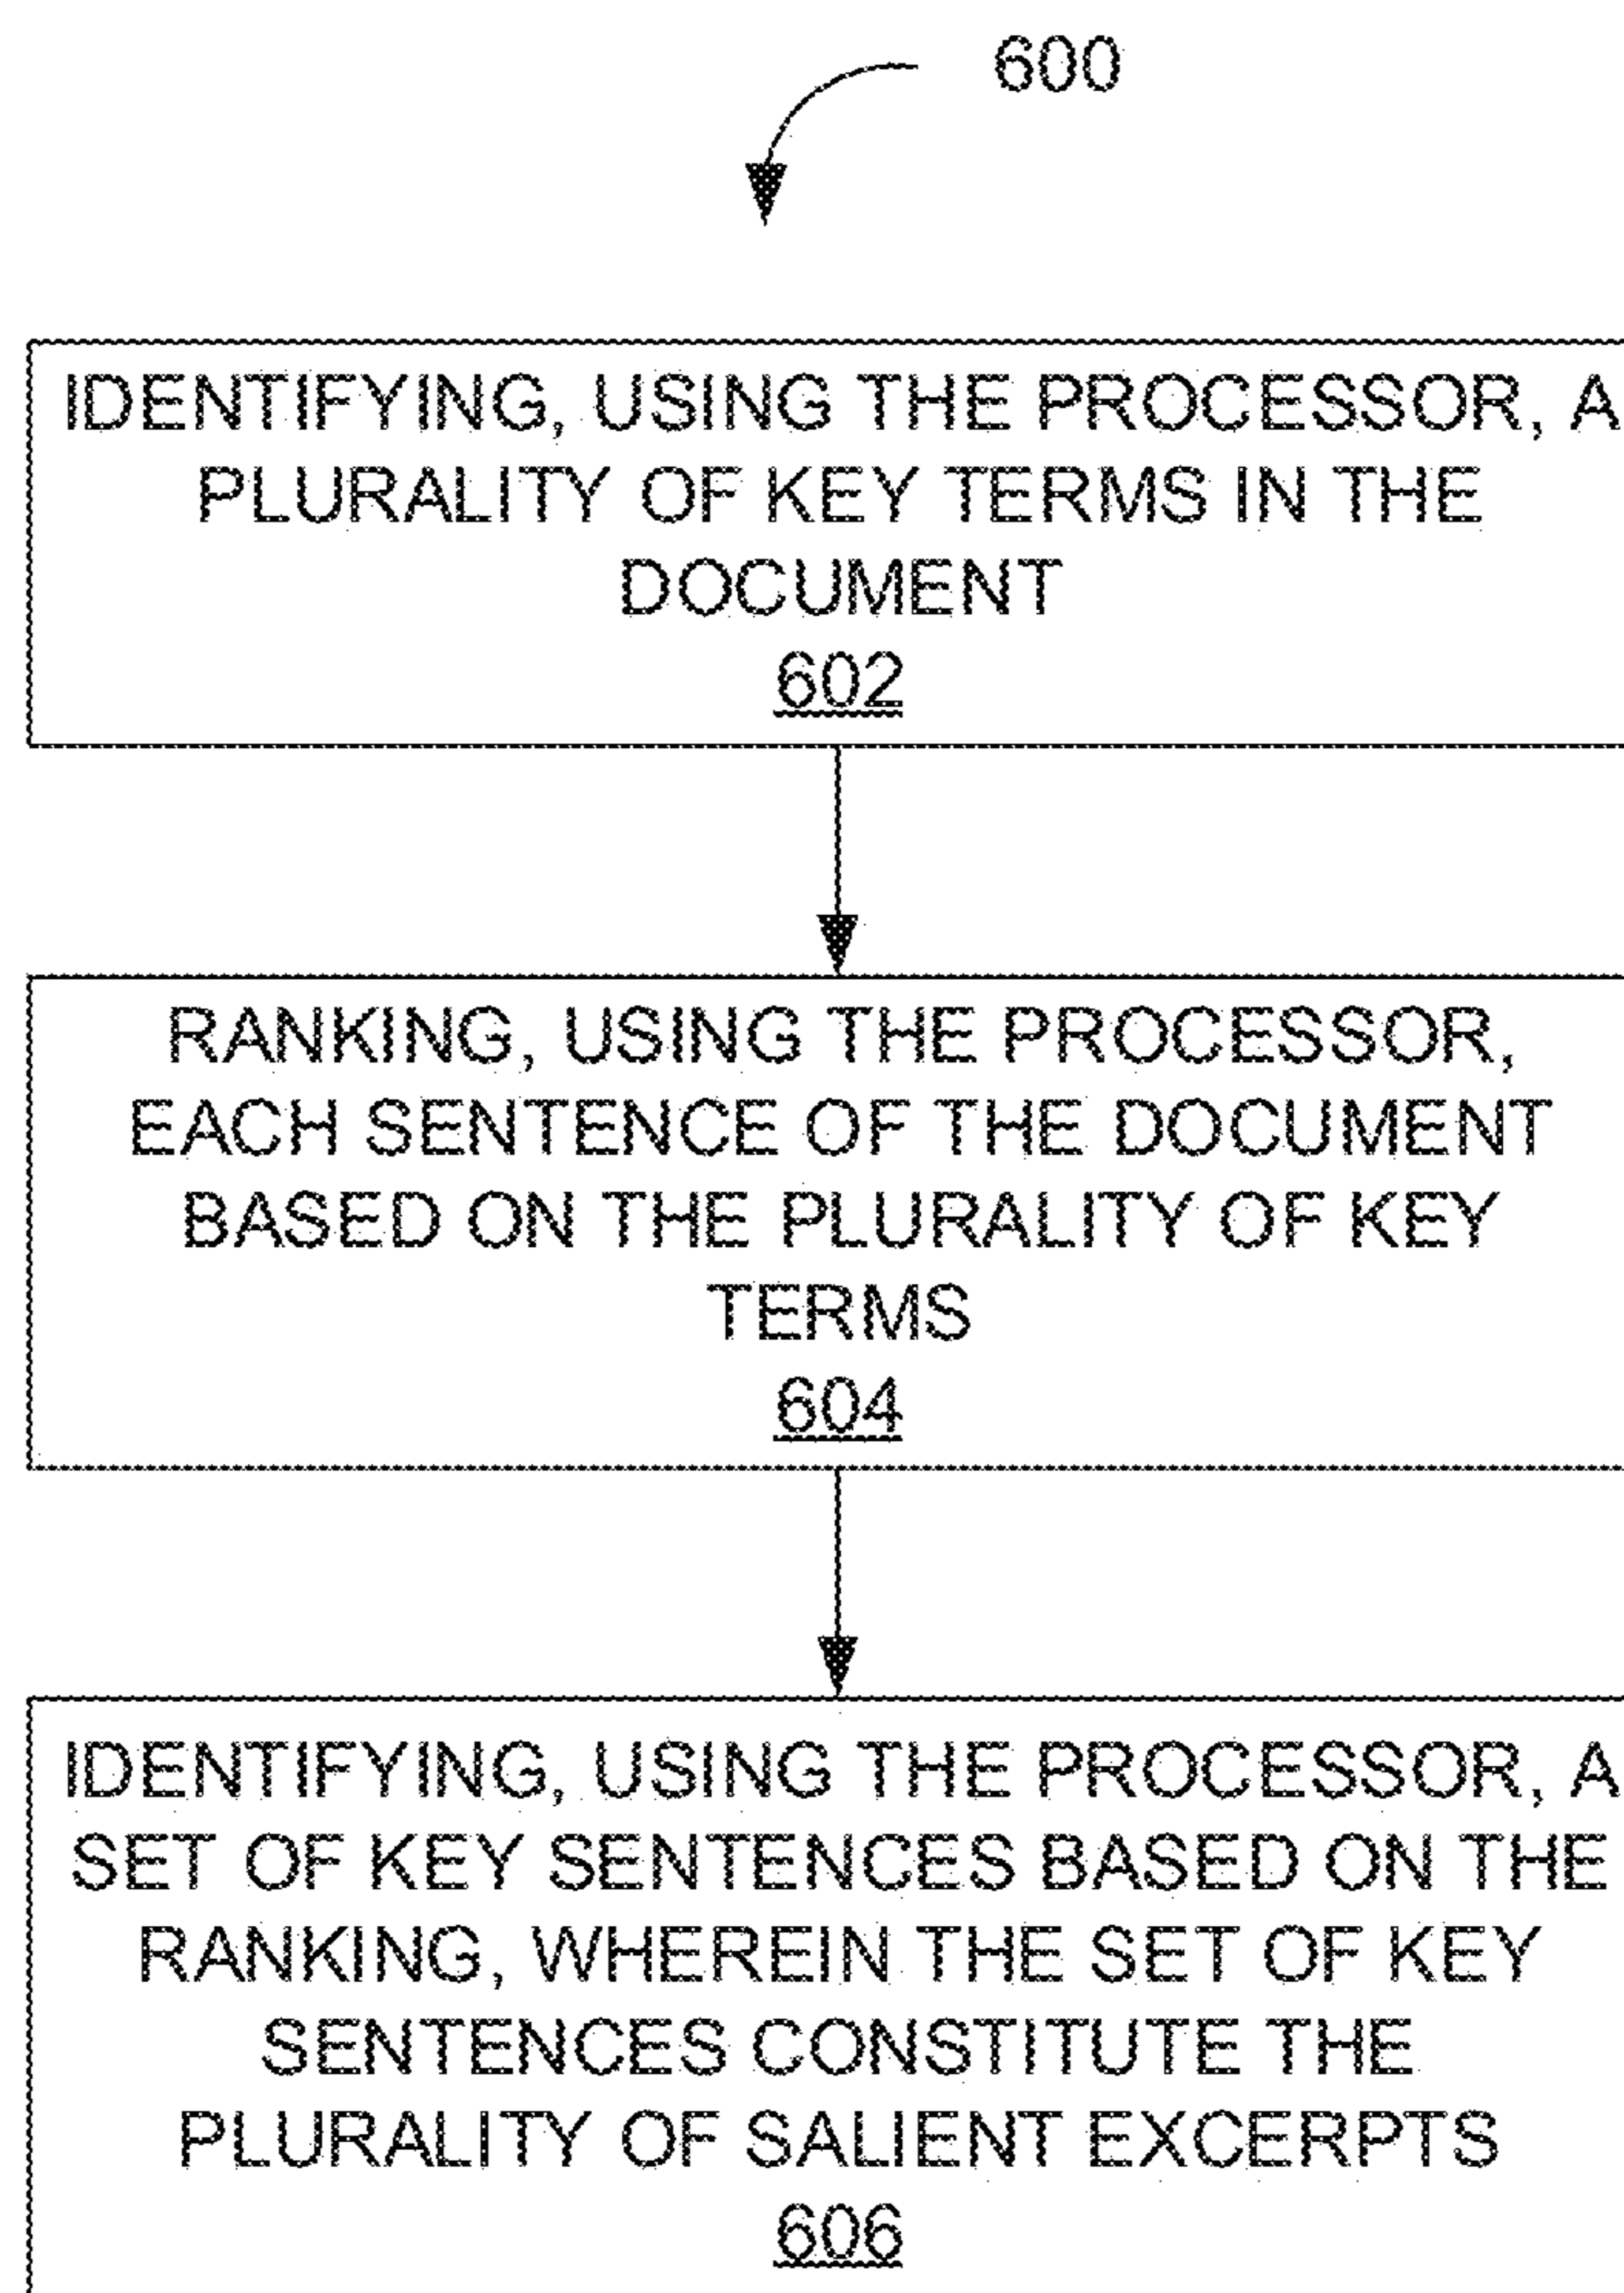 600
IDENTIFYING, USING THE PROCESSOR, A
PLURALITY OF KEY TERMS IN THE
DOCUMENT
602
RANKING, USING THE PROCESSOR,
EACH SENTENCE OF THE DOCUMENT
BASED ON THE PLURALITY OF KEY
TERMS
604
IDENTIFYING, USING THE PROCESSOR, A
SET OF KEY SENTENCES BASED ON THE
RANKING, WHEREIN THE SET OF KEY
SENTENCES CONSTITUTE THE
PLURALITY OF SALIENT EXCERPTS
606